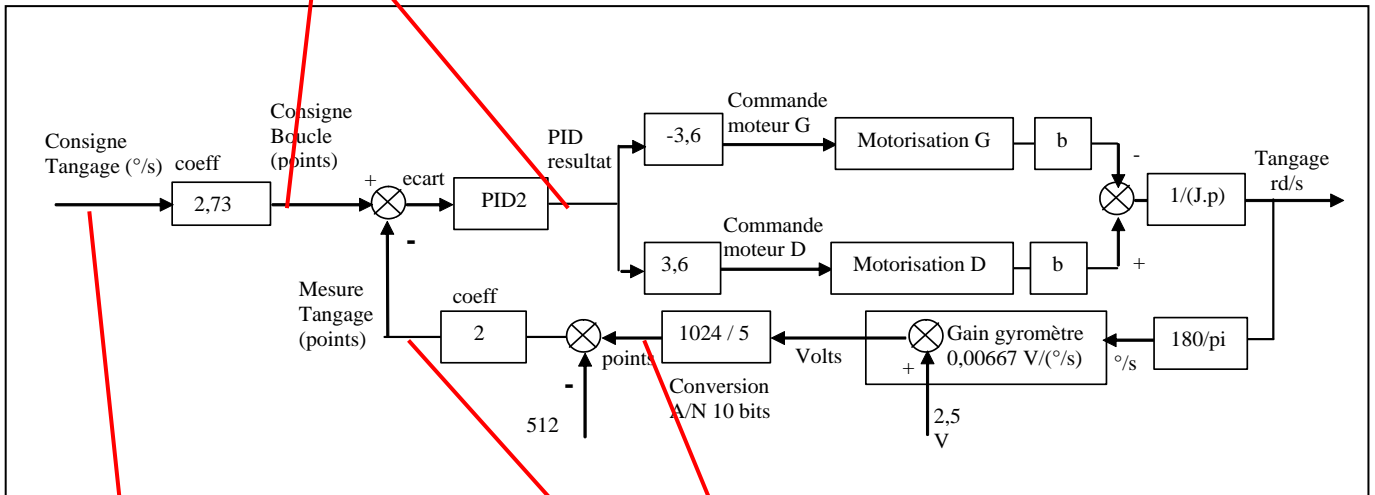 Consigne
Tangage (°/s)
coeff
2,73
Consigne
Boucle
(points)
+
ecart
-
PID2
PID
resultat
-3,6
Commande
moteur G
Motorisation G
b
-
3,6
Commande
moteur D
Motorisation D
b
+
1/(J.p)
Tangage
rd/s
Mesure
Tangage
(points)
coeff
2
-
512
points
1024 / 5
Conversion
A/N 10 bits
Volts
+
Gain gyromètre
0,00667 V/(°/s)
2,5
V
°/s
180/pi